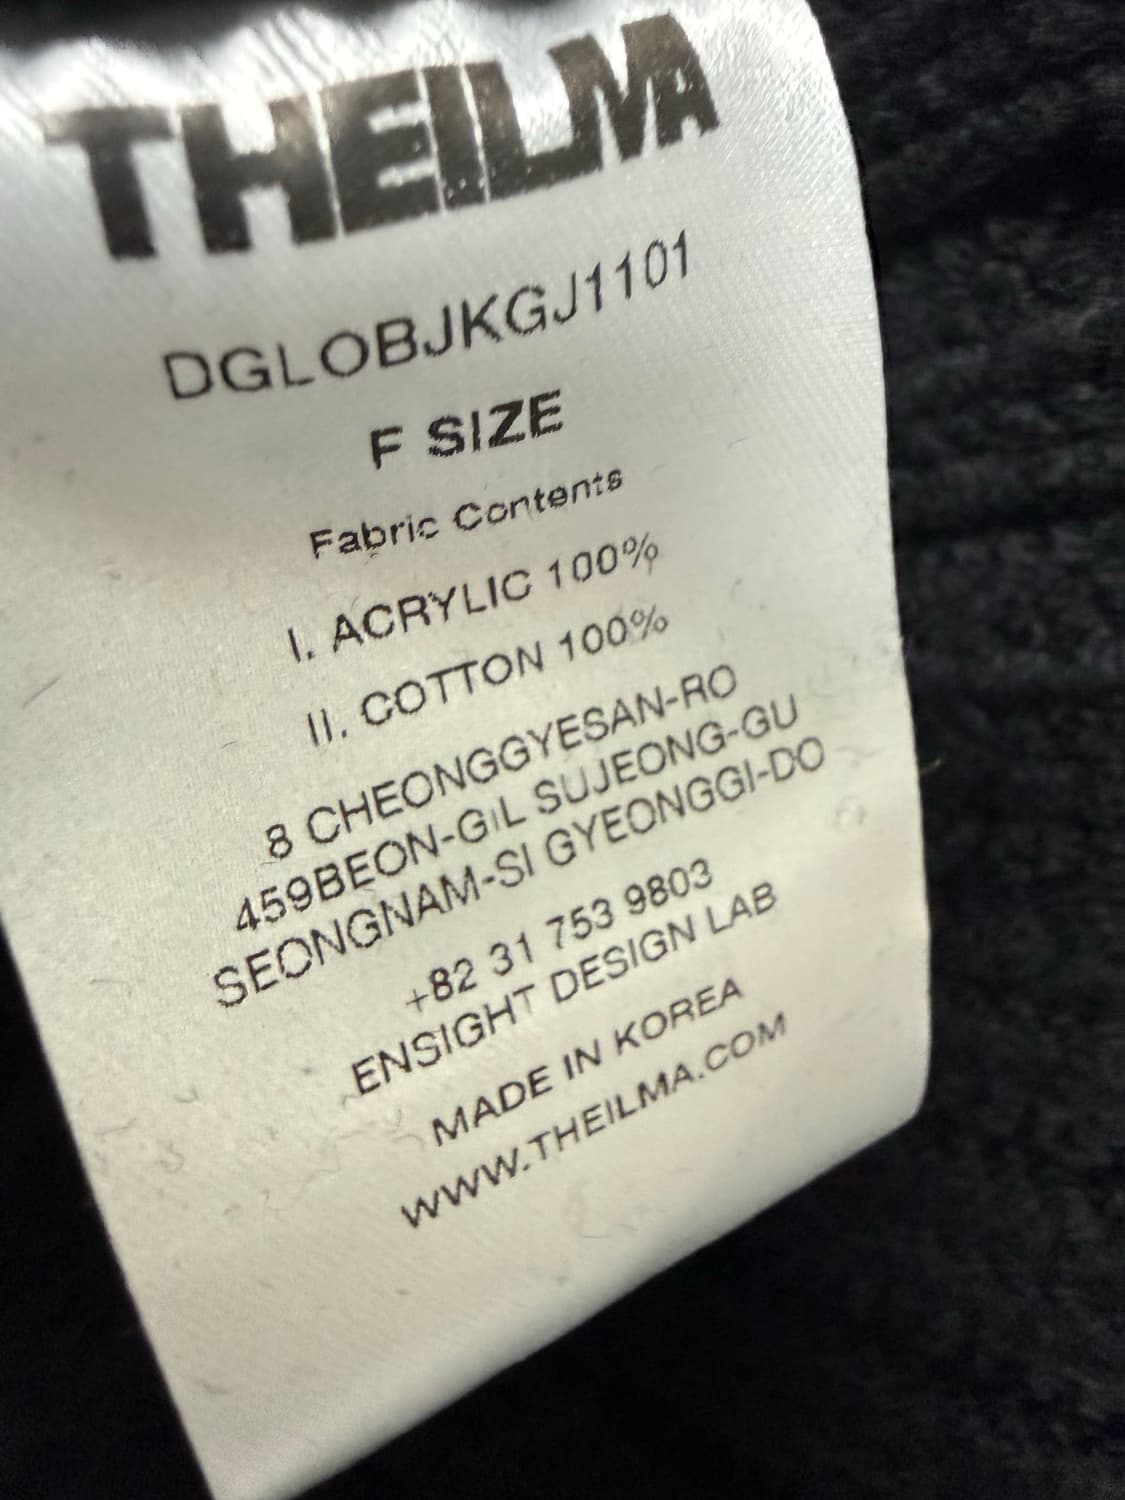 THEILMA
DGLOBJKGJ1101
F SIZE
Fabric Contents
I. ACRYLIC 100%
II. COTTON 100%
8 CHEONGGYESAN-RO
459BEON-GIL SUJEONG-GU
SEONGNAM-SI GYEONGGI-DO
+82 31 753 9803
ENSIGHT DESIGN LAB
MADE IN KOREA
WWW.THEILMA.COM